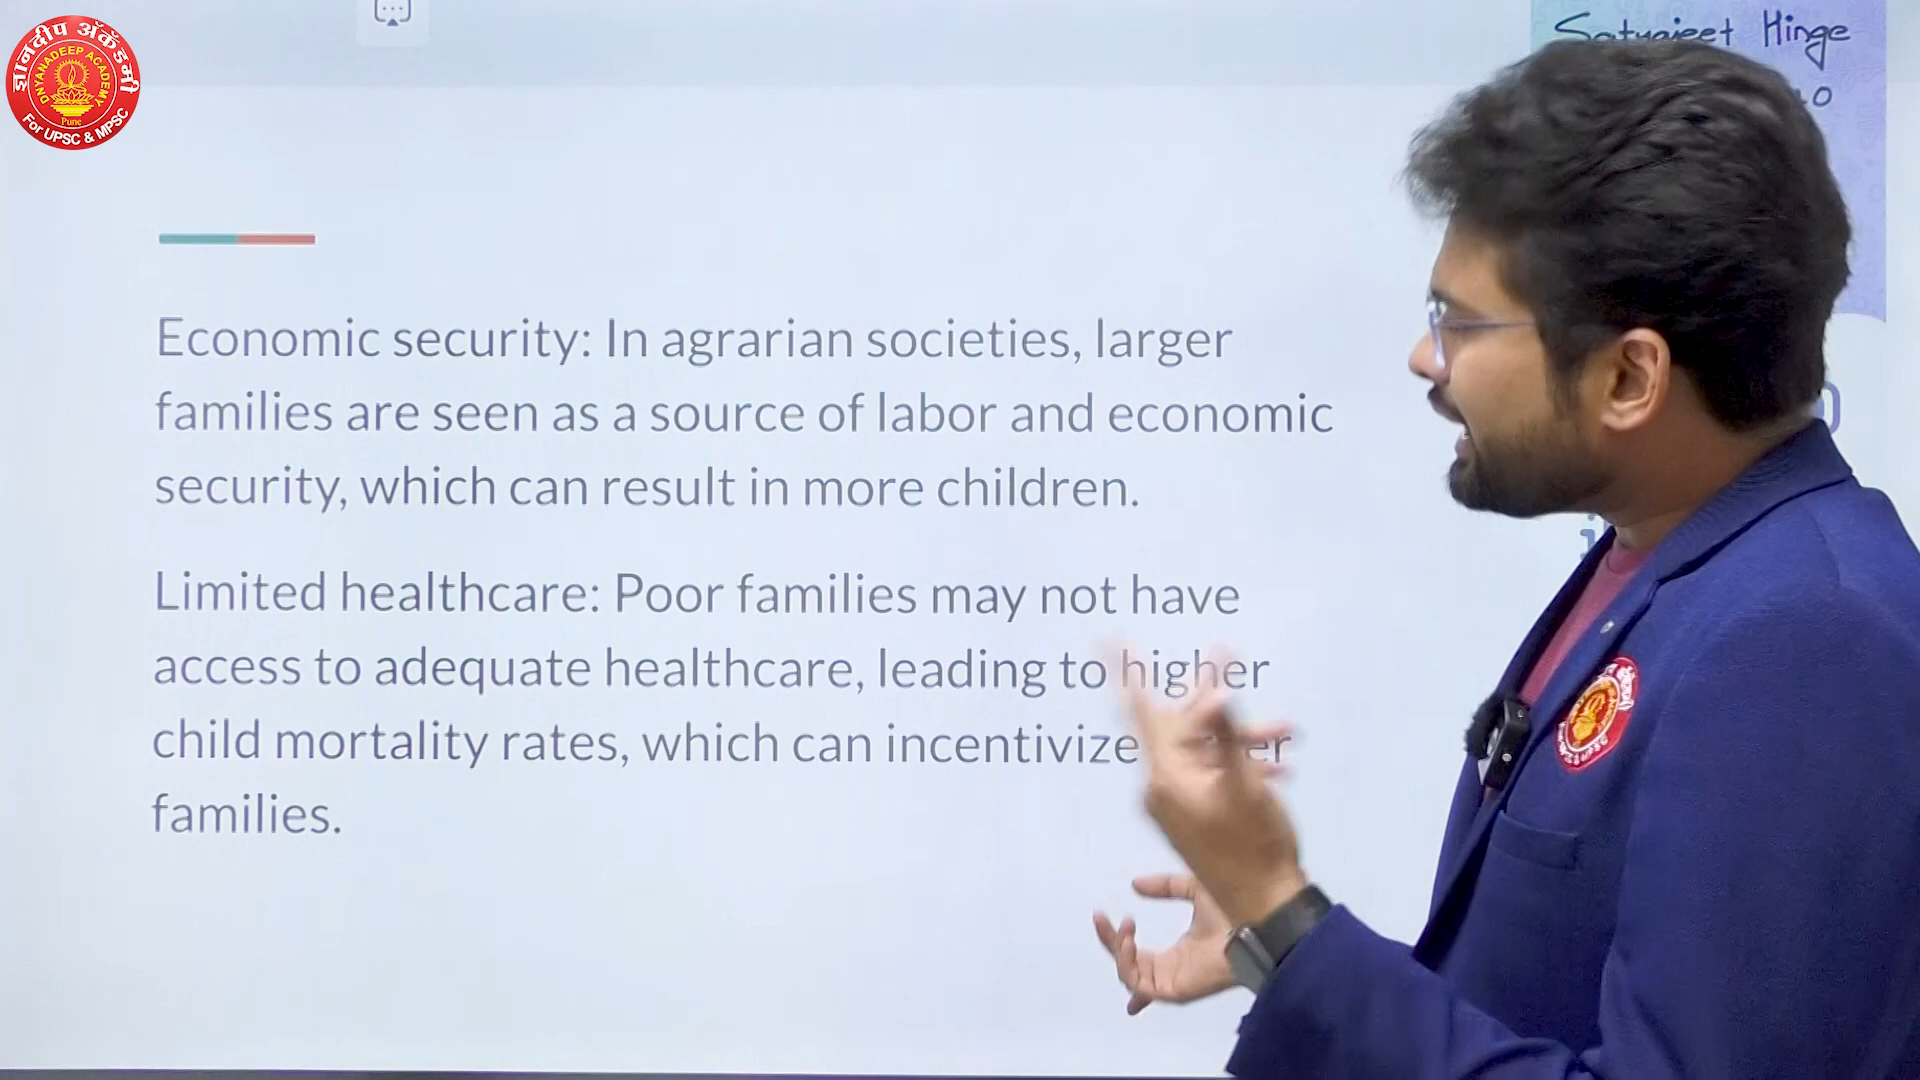 ज्ञानदीप अ‍ॅकॅडमी
DNYANADEEP ACADEMY
Pune
For UPSC & MPSC
Satyajeet Hinge
Economic security: In agrarian societies, larger
families are seen as a source of labor and economic
security, which can result in more children.
Limited healthcare: Poor families may not have
access to adequate healthcare, leading to higher
child mortality rates, which can incentivize
families.